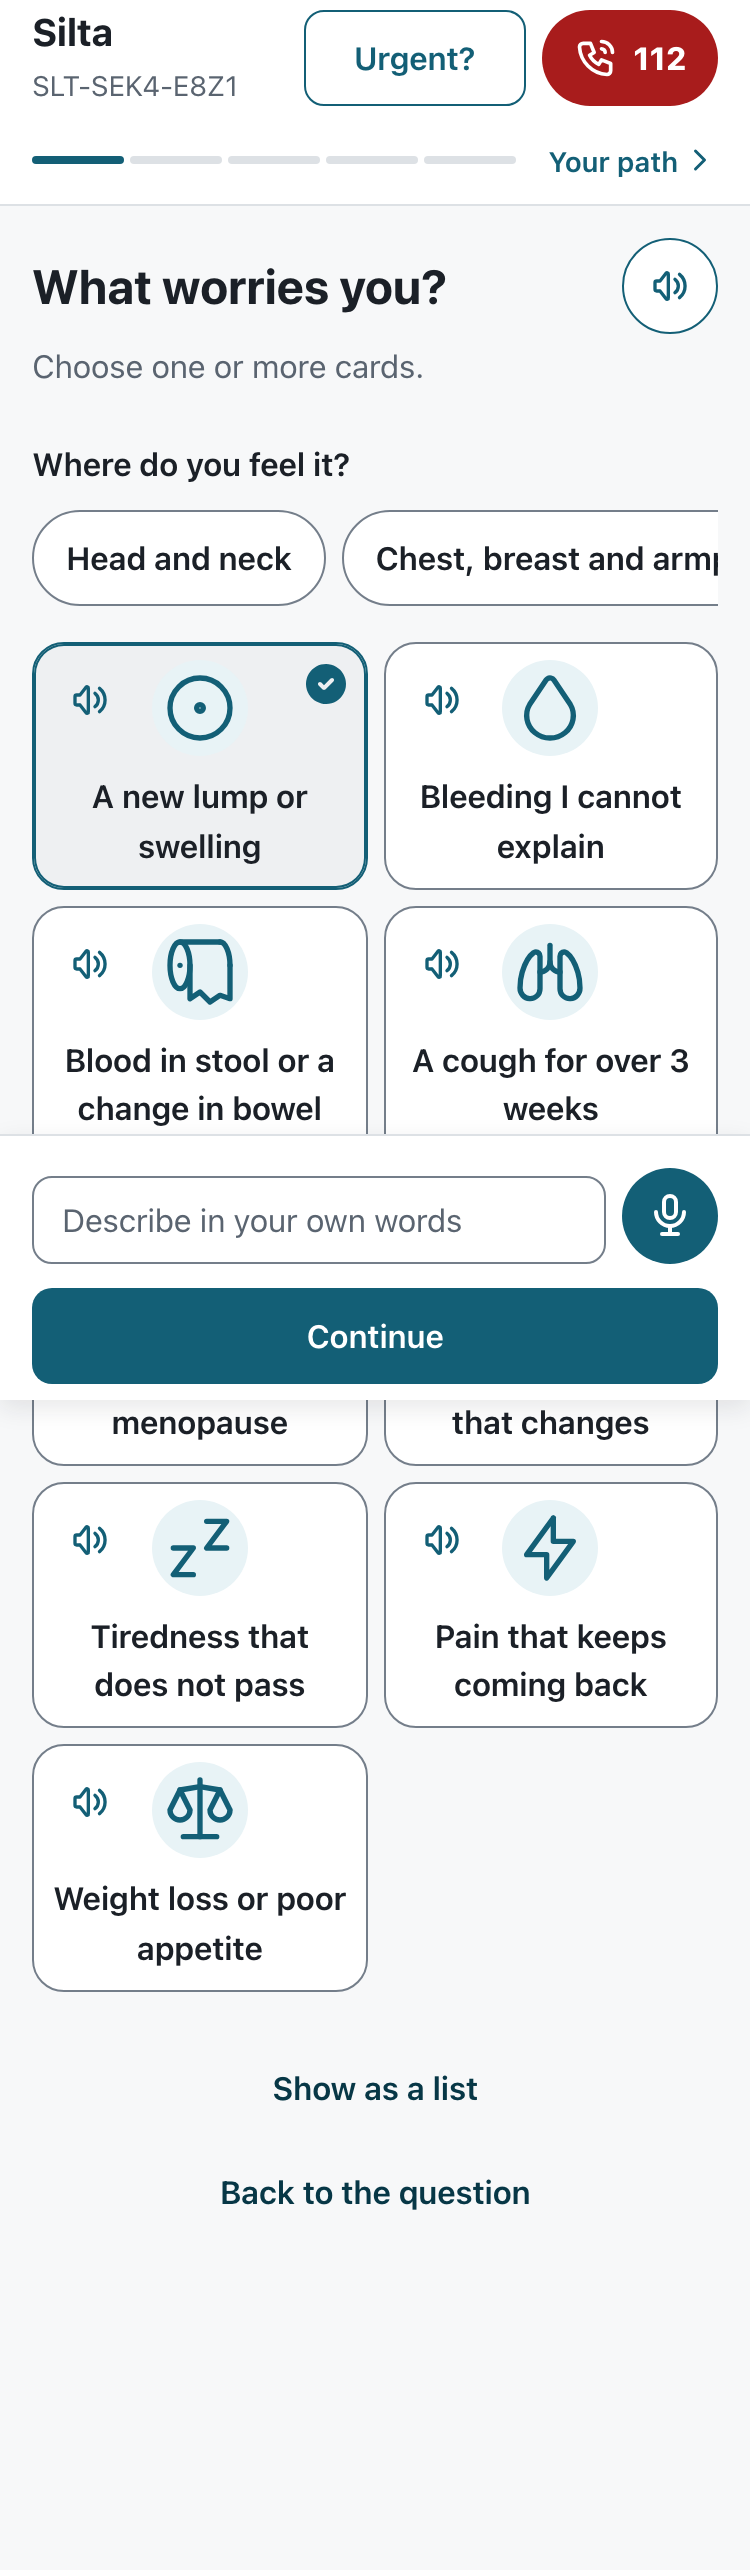 Silta
SLT-SEK4-E8Z1
Urgent?
112
Your path
What worries you?
Choose one or more cards.
Where do you feel it?
Head and neck
Chest, breast and armp
A new lump or
swelling
Bleeding I cannot
explain
Blood in stool or a
change in bowel
A cough for over 3
weeks
Describe in your own words
Continue
menopause
that changes
Tiredness that
does not pass
Pain that keeps
coming back
Weight loss or poor
appetite
Show as a list
Back to the question